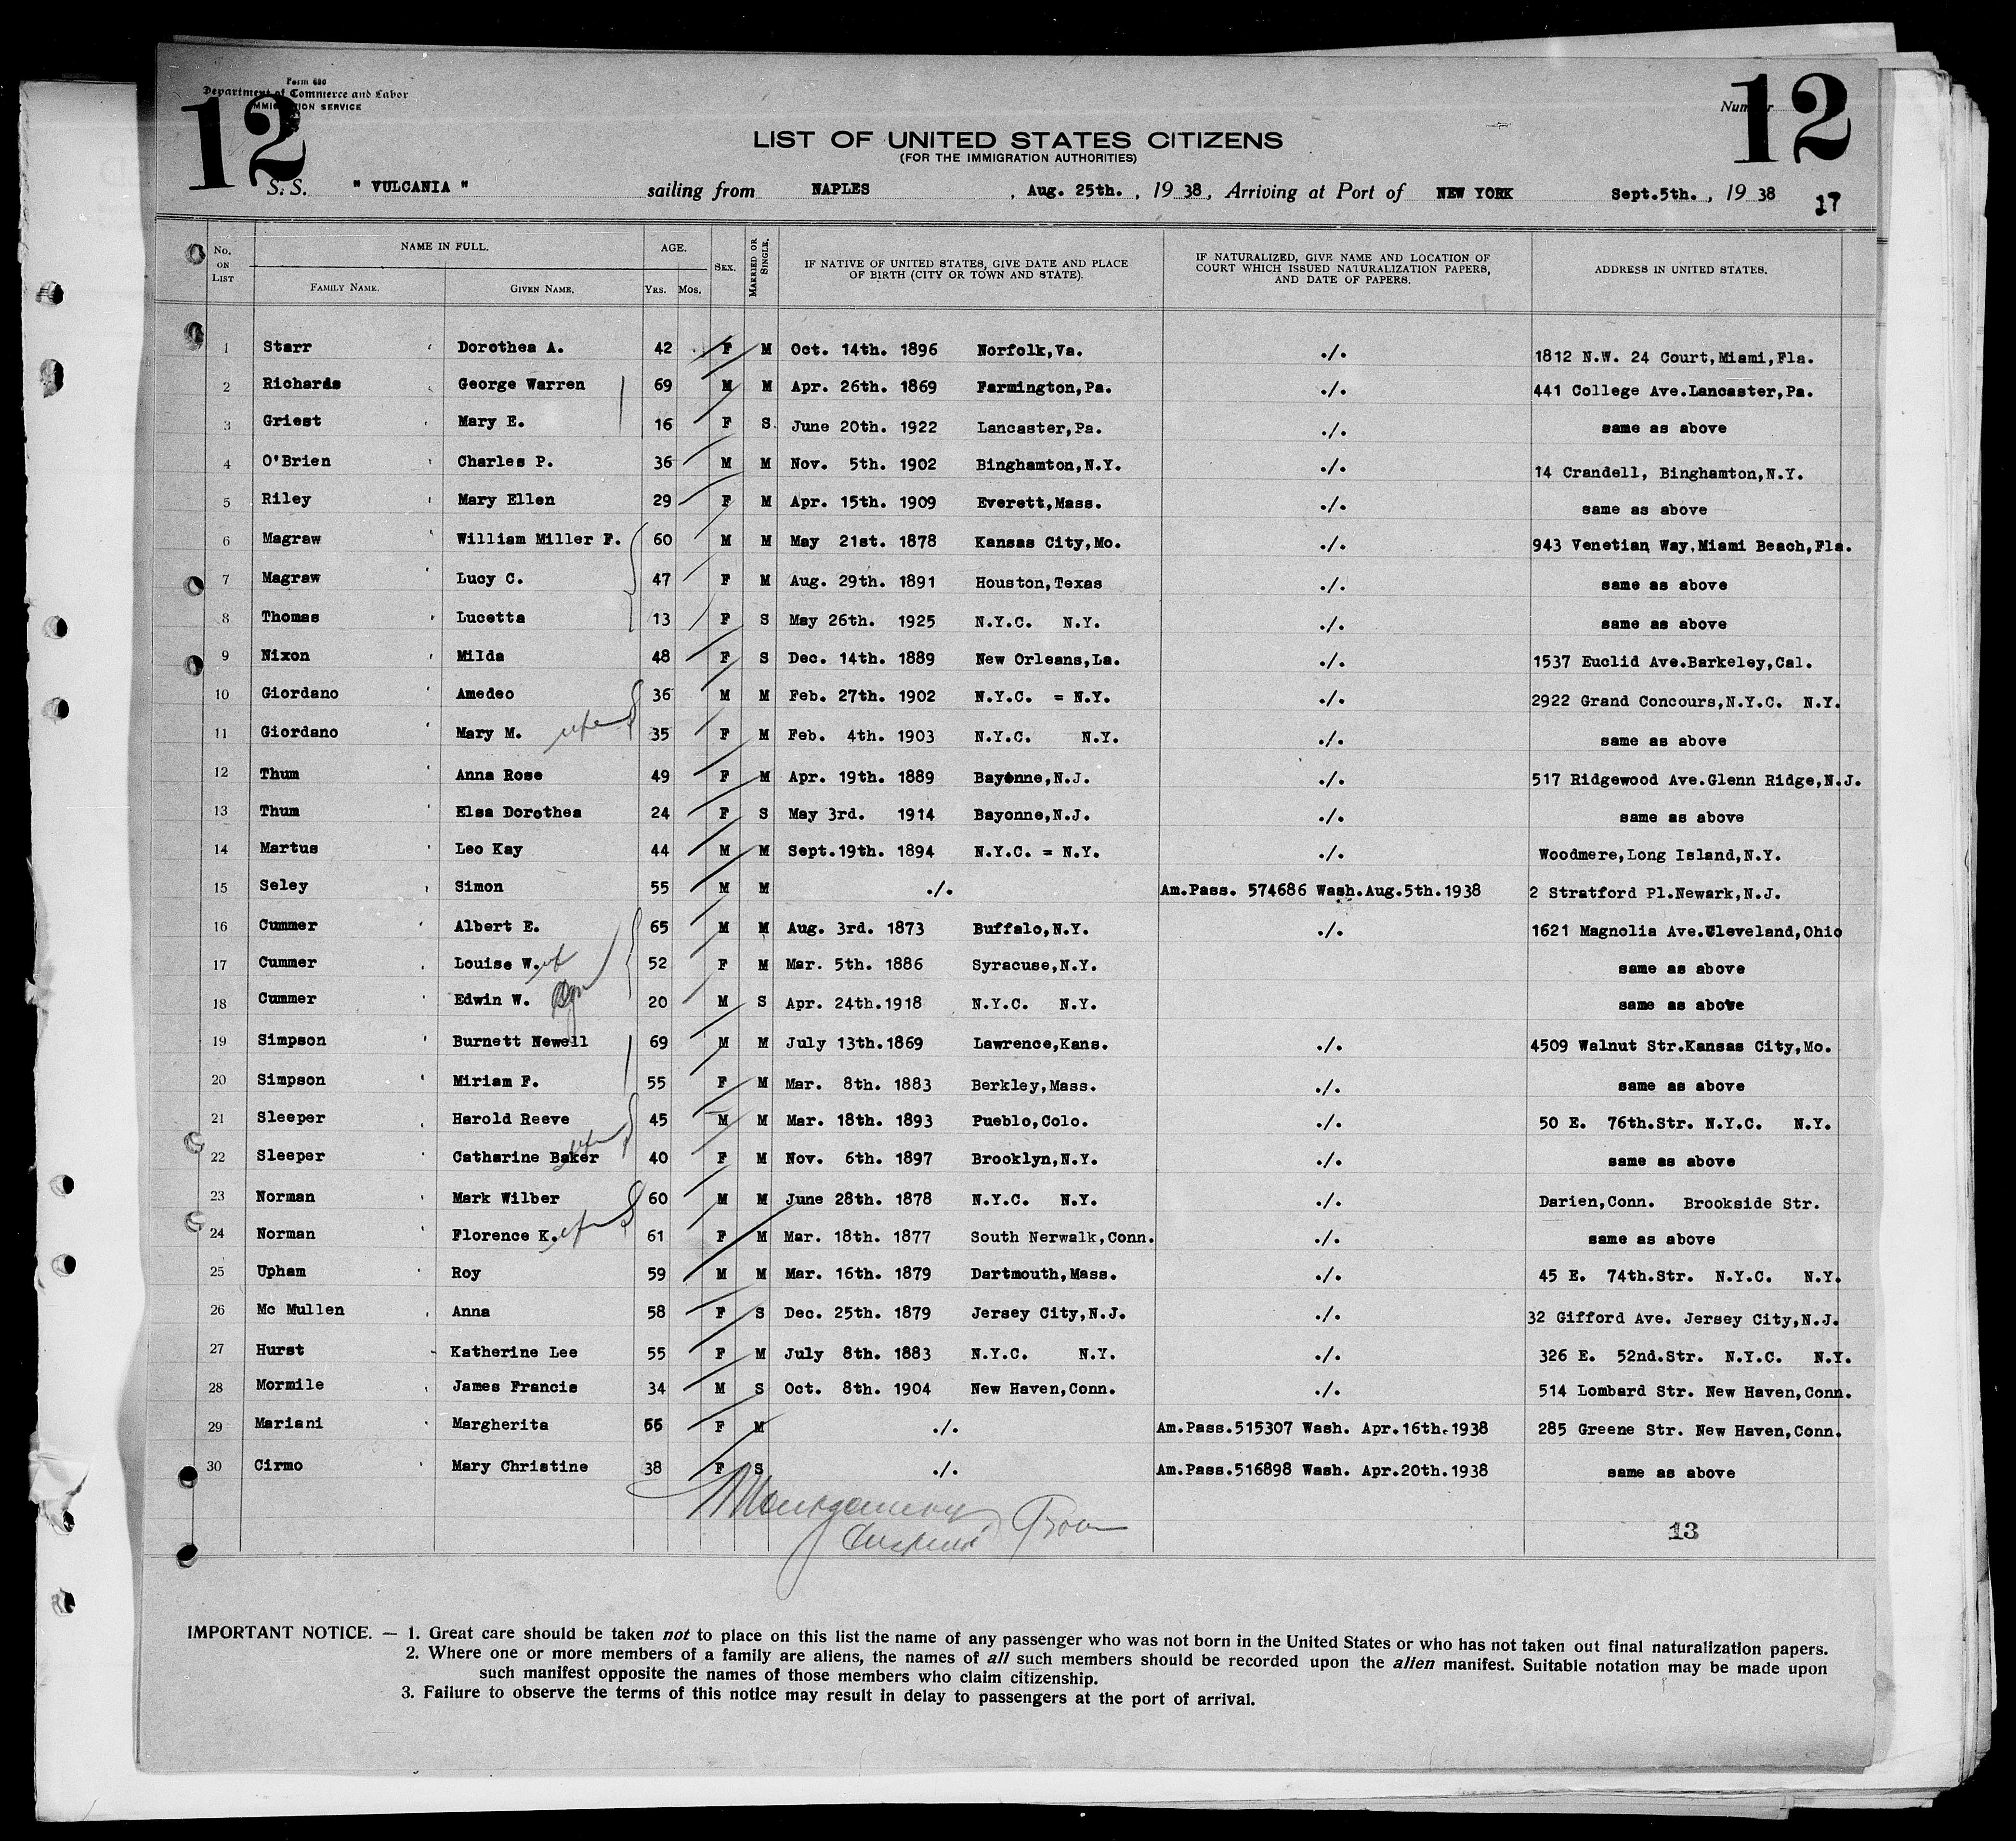 Form 630
Department of Commerce and Labor
IMMIGRATION SERVICE
12
Number
12
LIST OF UNITED STATES CITIZENS
(FOR THE IMMIGRATION AUTHORITIES)
S. S. " VULCANIA " sailing from NAPLES , Aug. 25th. , 19 38 , Arriving at Port of NEW YORK Sept.5th. , 19 38
17
No. ON LIST NAME IN FULL. FAMILY NAME. GIVEN NAME. AGE. YRS. MOS. SEX. MARRIED OR SINGLE. IF NATIVE OF UNITED STATES, GIVE DATE AND PLACE OF BIRTH (CITY OR TOWN AND STATE). IF NATURALIZED, GIVE NAME AND LOCATION OF COURT WHICH ISSUED NATURALIZATION PAPERS, AND DATE OF PAPERS. ADDRESS IN UNITED STATES.
1 Starr Dorothea A. 42 F M Oct. 14th. 1896 Norfolk,Va. ./. 1812 N.W. 24 Court,Miami,Fla.
2 Richards George Warren 69 M M Apr. 26th. 1869 Farmington,Pa. ./. 441 College Ave.Lancaster,Pa.
3 Griest Mary E. 16 F S June 20th. 1922 Lancaster,Pa. ./. same as above
4 O'Brien Charles P. 36 M M Nov. 5th. 1902 Binghamton,N.Y. ./. 14 Crandell, Binghamton,N.Y.
5 Riley Mary Ellen 29 F M Apr. 15th. 1909 Everett,Mass. ./. same as above
6 Magraw William Miller F. 60 M M May 21st. 1878 Kansas City,Mo. ./. 943 Venetian Way,Miami Beach,Fla.
7 Magraw Lucy C. 47 F M Aug. 29th. 1891 Houston,Texas ./. same as above
8 Thomas Lucetta 13 F S May 26th. 1925 N.Y.C. N.Y. ./. same as above
9 Nixon Milda 48 F S Dec. 14th. 1889 New Orleans,La. ./. 1537 Euclid Ave.Barkeley,Cal.
10 Giordano Amedeo 36 M M Feb. 27th. 1902 N.Y.C. = N.Y. ./. 2922 Grand Concours,N.Y.C. N.Y.
11 Giordano Mary M. 35 F M Feb. 4th. 1903 N.Y.C. N.Y. ./. same as above
12 Thum Anna Rose 49 F M Apr. 19th. 1889 Bayonne,N.J. ./. 517 Ridgewood Ave.Glenn Ridge,N.J.
13 Thum Elsa Dorothea 24 F S May 3rd. 1914 Bayonne,N.J. ./. same as above
14 Martus Leo Kay 44 M M Sept.19th. 1894 N.Y.C. = N.Y. ./. Woodmere,Long Island,N.Y.
15 Seley Simon 55 M M ./. Am.Pass. 574686 Wash.Aug.5th.1938 2 Stratford Pl.Newark,N.J.
16 Cummer Albert E. 65 M M Aug. 3rd. 1873 Buffalo,N.Y. ./. 1621 Magnolia Ave.Cleveland,Ohio
17 Cummer Louise W. 52 F M Mar. 5th. 1886 Syracuse,N.Y. same as above
18 Cummer Edwin W. 20 M S Apr. 24th.1918 N.Y.C. N.Y. same as above
19 Simpson Burnett Newell 69 M M July 13th.1869 Lawrence,Kans. ./. 4509 Walnut Str.Kansas City,Mo.
20 Simpson Miriam F. 55 F M Mar. 8th. 1883 Berkley,Mass. ./. same as above
21 Sleeper Harold Reeve 45 M M Mar. 18th. 1893 Pueblo,Colo. ./. 50 E. 76th.Str. N.Y.C. N.Y.
22 Sleeper Catharine Baker 40 F M Nov. 6th. 1897 Brooklyn,N.Y. ./. same as above
23 Norman Mark Wilber 60 M M June 28th. 1878 N.Y.C. N.Y. ./. Darien,Conn. Brookside Str.
24 Norman Florence K. 61 F M Mar. 18th. 1877 South Nerwalk,Conn. ./. same as above
25 Upham Roy 59 M M Mar. 16th. 1879 Dartmouth,Mass. ./. 45 E. 74th.Str. N.Y.C. N.Y.
26 Mc Mullen Anna 58 F S Dec. 25th. 1879 Jersey City,N.J. ./. 32 Gifford Ave. Jersey City,N.J.
27 Hurst Katherine Lee 55 F M July 8th. 1883 N.Y.C. N.Y. ./. 326 E. 52nd.Str. N.Y.C. N.Y.
28 Mormile James Francis 34 M S Oct. 8th. 1904 New Haven,Conn. ./. 514 Lombard Str. New Haven,Conn.
29 Mariani Margherita 56 F M ./. Am.Pass.515307 Wash. Apr.16th.1938 285 Greene Str. New Haven,Conn.
30 Cirmo Mary Christine 38 F S ./. Am.Pass.516898 Wash. Apr.20th.1938 same as above
Montgomery
13
IMPORTANT NOTICE. — 1. Great care should be taken not to place on this list the name of any passenger who was not born in the United States or who has not taken out final naturalization papers.
2. Where one or more members of a family are aliens, the names of all such members should be recorded upon the alien manifest. Suitable notation may be made upon
such manifest opposite the names of those members who claim citizenship.
3. Failure to observe the terms of this notice may result in delay to passengers at the port of arrival.